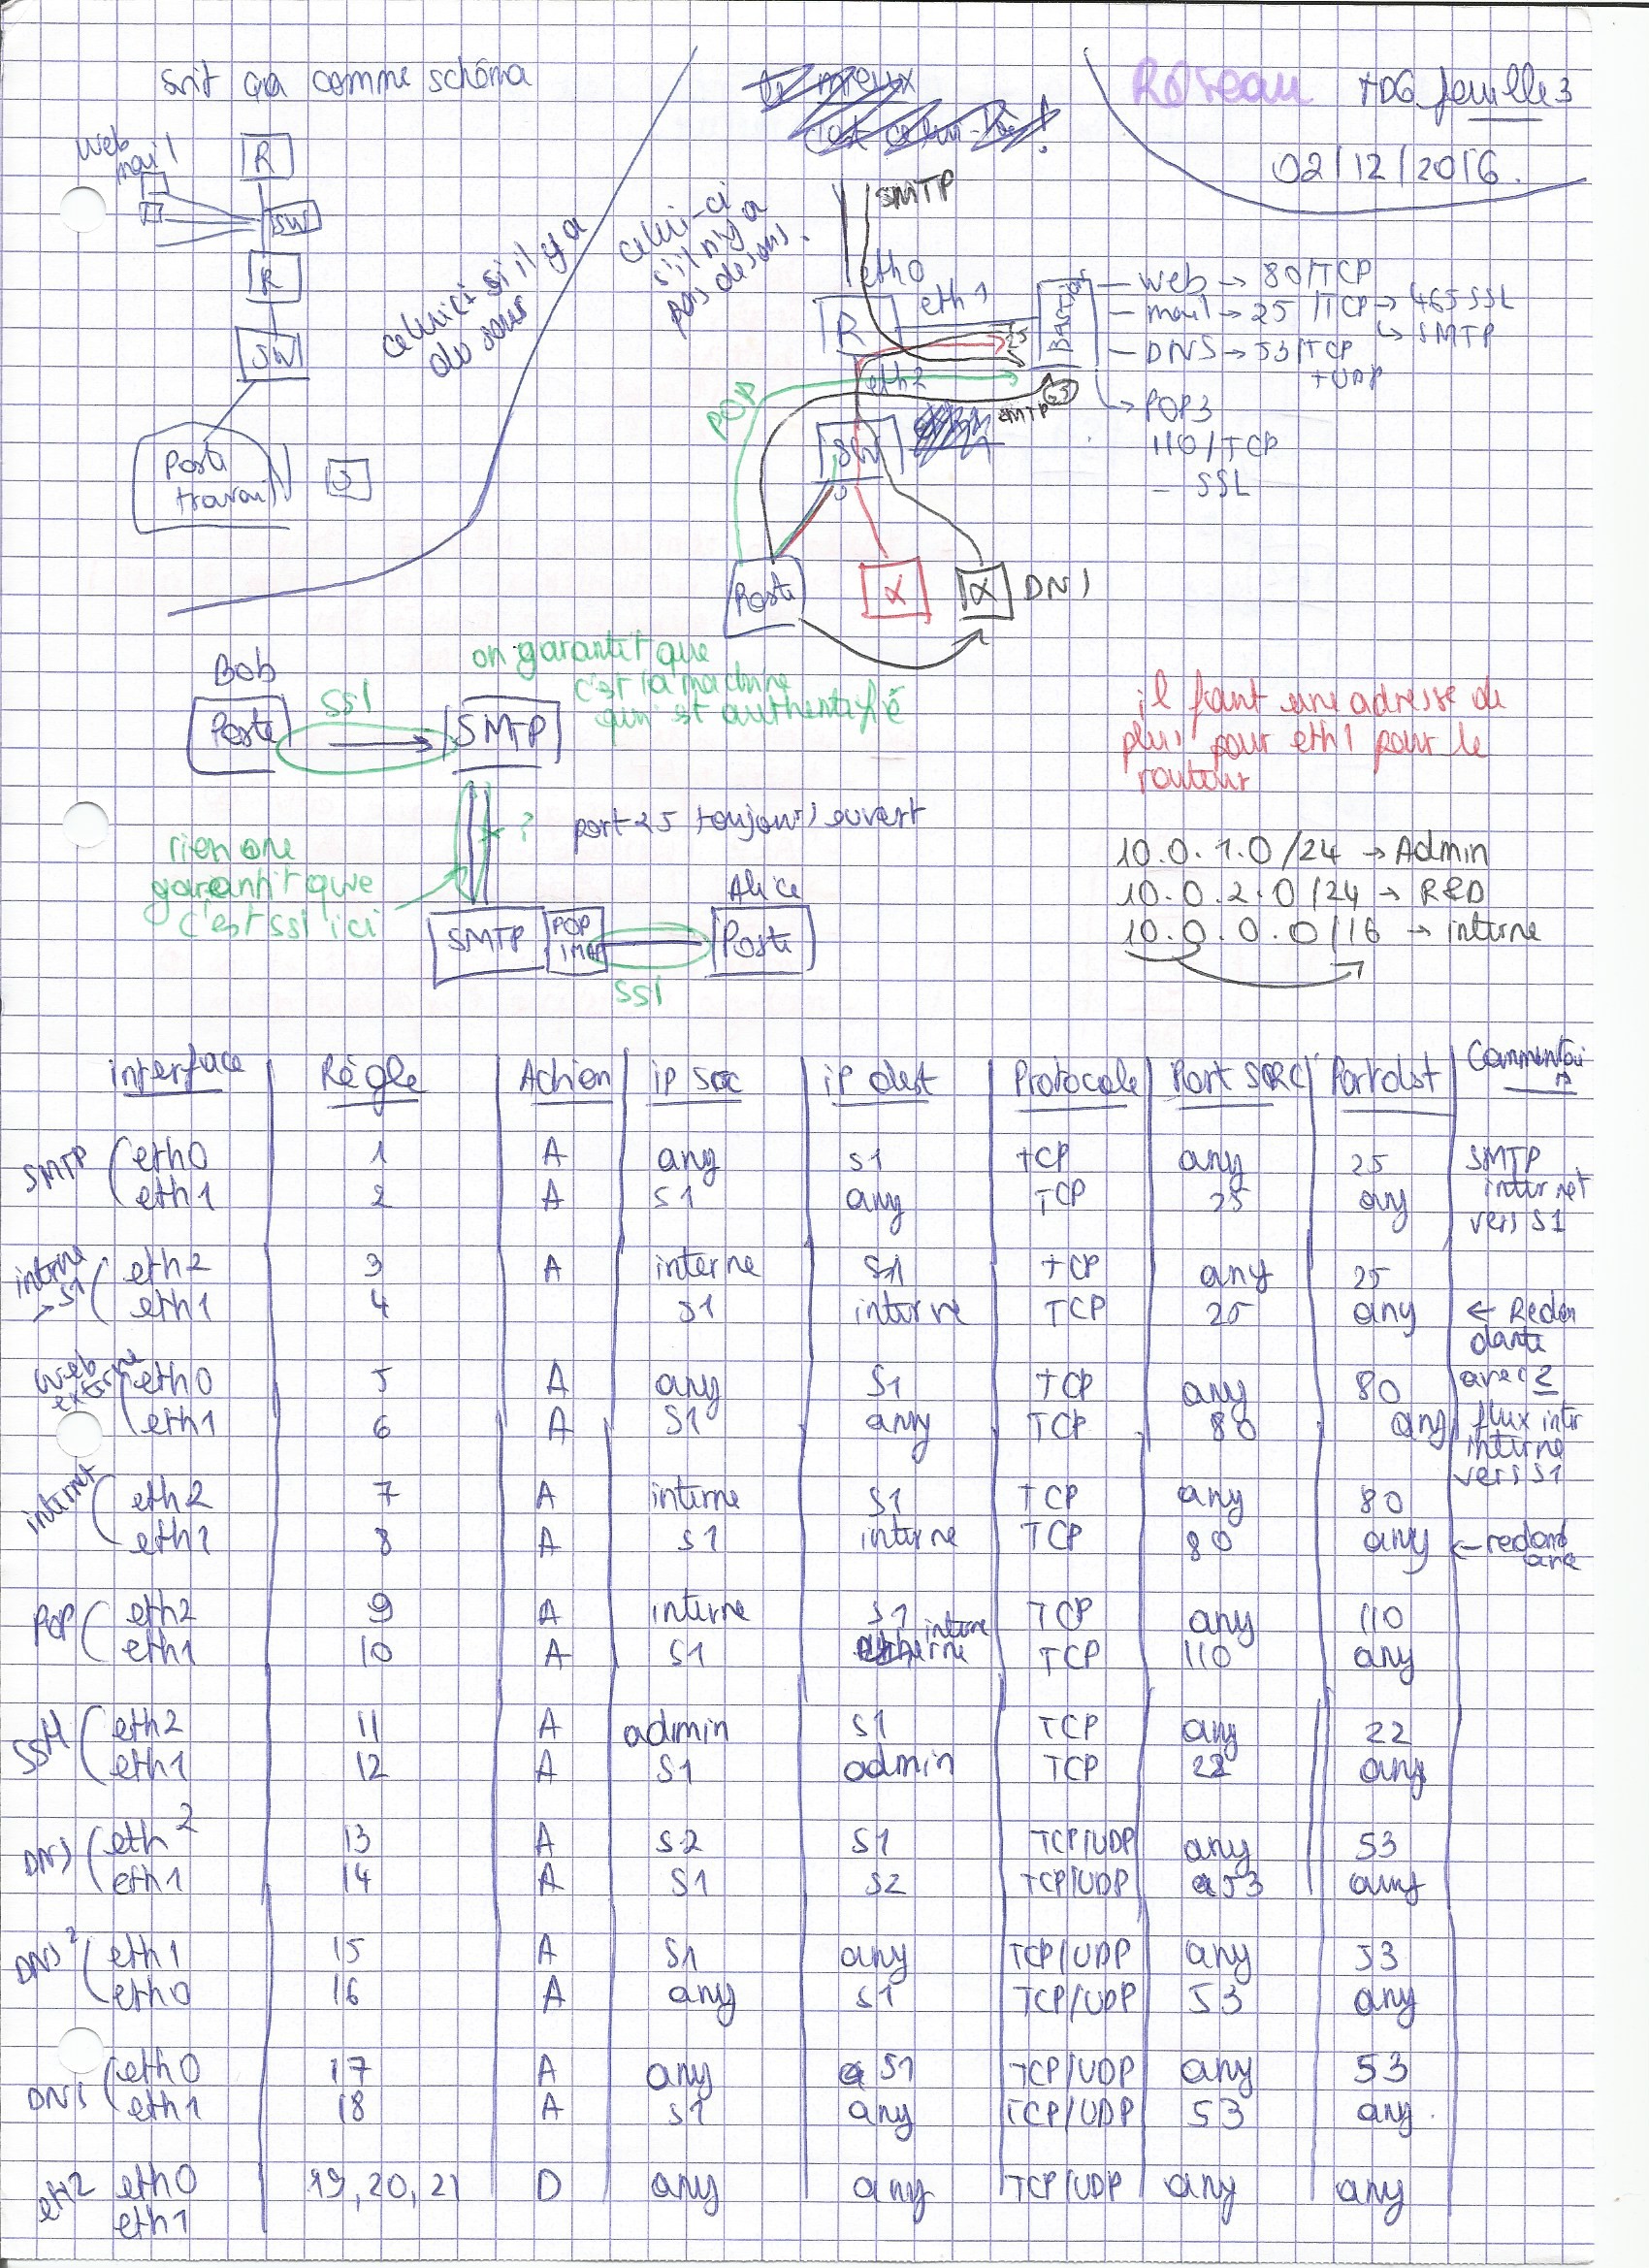 soit ça comme schéma
Réseau TD6 feuille 3
02/12/2016.
Web
mail
R
SW
R
SW
Poste
travail
S
celui ci si il y a
des sous
celui-ci
s'il n'y a
pas de sous.
SMTP
eth0
eth1
R
Bastion
Web → 80/TCP
mail → 25/TCP → 465 SSL
↳ SMTP
DNS → 53/TCP
+UDP
→ POP3
110/TCP
- SSL
25
eth2
POP
SMTP 25
SW
Poste
X
X DNS
Bob
Poste
ssl
SMTP
on garantit que
c'est la machine
qui est authentifié
il faut une adresse de
plus pour eth1 pour le
routeur
?
port 25 toujours ouvert
rien ne
garantit que
c'est ssl ici
SMTP
POP
IMAP
ssl
Alice
Poste
10.0.1.0/24 → Admin
10.0.2.0/24 → R&D
10.0.0.0/16 → interne
interface Règle Action ip src ip dest Protocole Port SRC Port dst Commentai
SMTP
eth0 1 A any S1 TCP any 25 SMTP
eth1 2 A S1 any TCP 25 any internet
vers S1
interne
→ S1
eth2 3 A interne S1 TCP any 25
eth1 4 S1 interne TCP 25 any ← Redon
dante
avec 2
Web
externe
eth0 5 A any S1 TCP any 80
eth1 6 A S1 any TCP 80 any flux inter
interne
vers S1
internet
eth2 7 A interne S1 TCP any 80
eth1 8 A S1 interne TCP 80 any ← redond
POP
eth2 9 A interne S1 TCP any 110
eth1 10 A S1 interne TCP 110 any
SSH
eth2 11 A admin S1 TCP any 22
eth1 12 A S1 admin TCP 22 any
DNS
eth2 13 A S2 S1 TCP/UDP any 53
eth1 14 A S1 S2 TCP/UDP 53 any
DNS ²
eth1 15 A S1 any TCP/UDP any 53
eth0 16 A any S1 TCP/UDP 53 any
DNS
eth0 17 A any S1 TCP/UDP any 53
eth1 18 A S1 any TCP/UDP 53 any.
eth2 eth0 19, 20, 21 D any any TCP/UDP any any
eth1